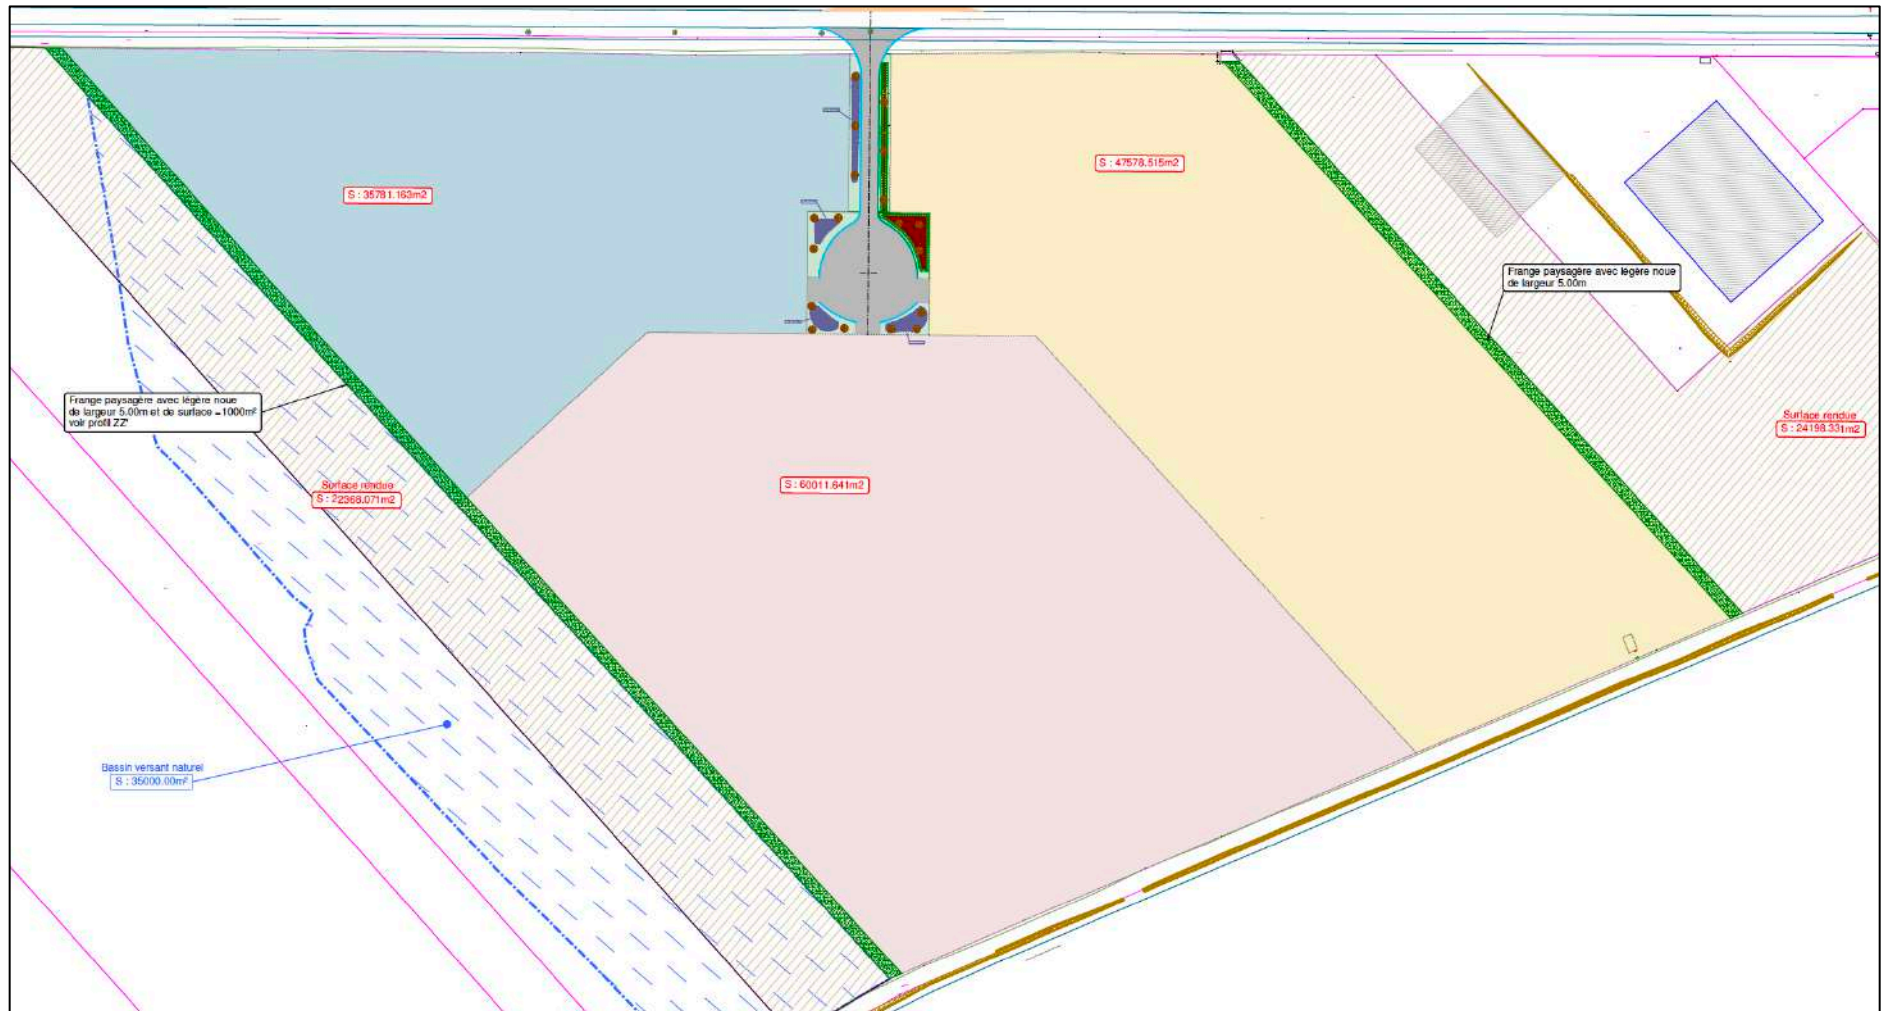 S : 47578.515m2
S : 35781.163m2
Frange paysagère avec légère noue
de largeur 5.00m
Frange paysagère avec légère noue
de largeur 5.00m et de surface =1000m²
voir profil ZZ'
Surface rendue
S : 24198.331m2
Surface rendue
S : 22368.071m2
S : 60011.641m2
Bassin versant naturel
S : 35000.00m²